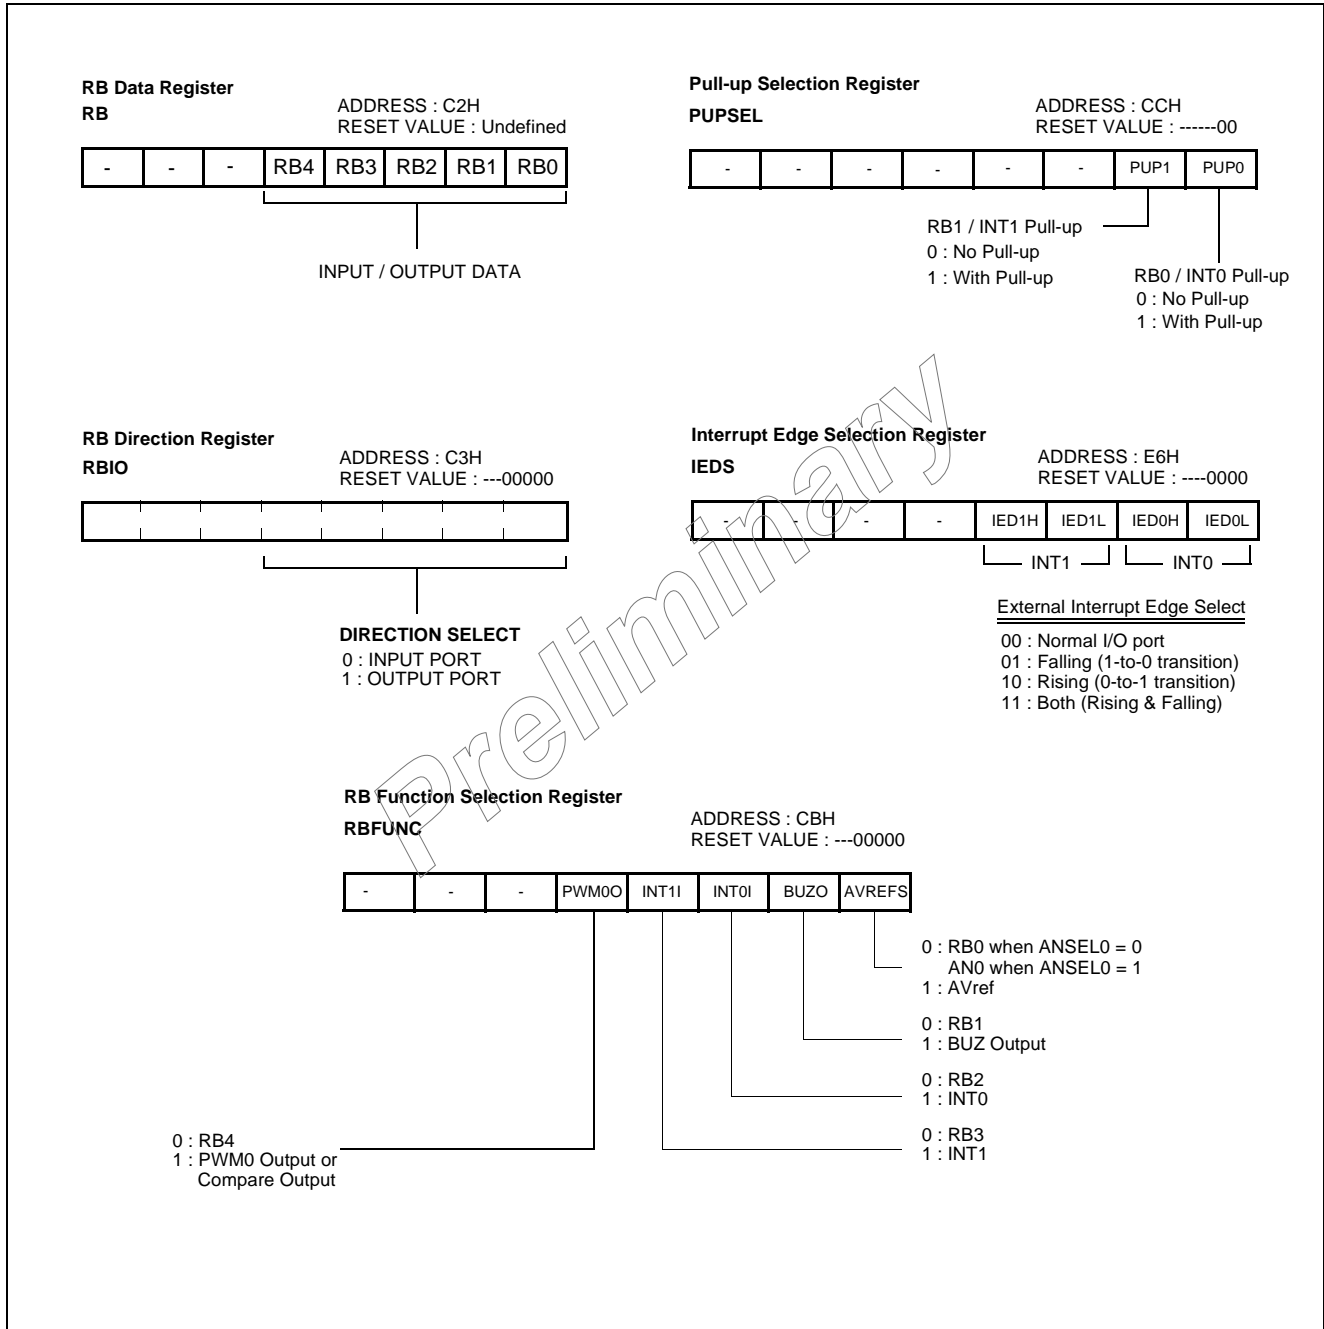 RB Data Register
RB
ADDRESS : C2H
RESET VALUE : Undefined
- - - RB4 RB3 RB2 RB1 RB0
INPUT / OUTPUT DATA
Pull-up Selection Register
PUPSEL
ADDRESS : CCH
RESET VALUE : ------00
- - - - - - PUP1 PUP0
RB1 / INT1 Pull-up
0 : No Pull-up
1 : With Pull-up
RB0 / INT0 Pull-up
0 : No Pull-up
1 : With Pull-up
RB Direction Register
RBIO
ADDRESS : C3H
RESET VALUE : ---00000
DIRECTION SELECT
0 : INPUT PORT
1 : OUTPUT PORT
Interrupt Edge Selection Register
IEDS
ADDRESS : E6H
RESET VALUE : ----0000
- - - - IED1H IED1L IED0H IED0L
INT1 INT0
External Interrupt Edge Select
00 : Normal I/O port
01 : Falling (1-to-0 transition)
10 : Rising (0-to-1 transition)
11 : Both (Rising & Falling)
Preliminary
RB Function Selection Register
RBFUNC
ADDRESS : CBH
RESET VALUE : ---00000
- - - PWM0O INT1I INT0I BUZO AVREFS
0 : RB0 when ANSEL0 = 0
AN0 when ANSEL0 = 1
1 : AVref
0 : RB1
1 : BUZ Output
0 : RB2
1 : INT0
0 : RB3
1 : INT1
0 : RB4
1 : PWM0 Output or
Compare Output